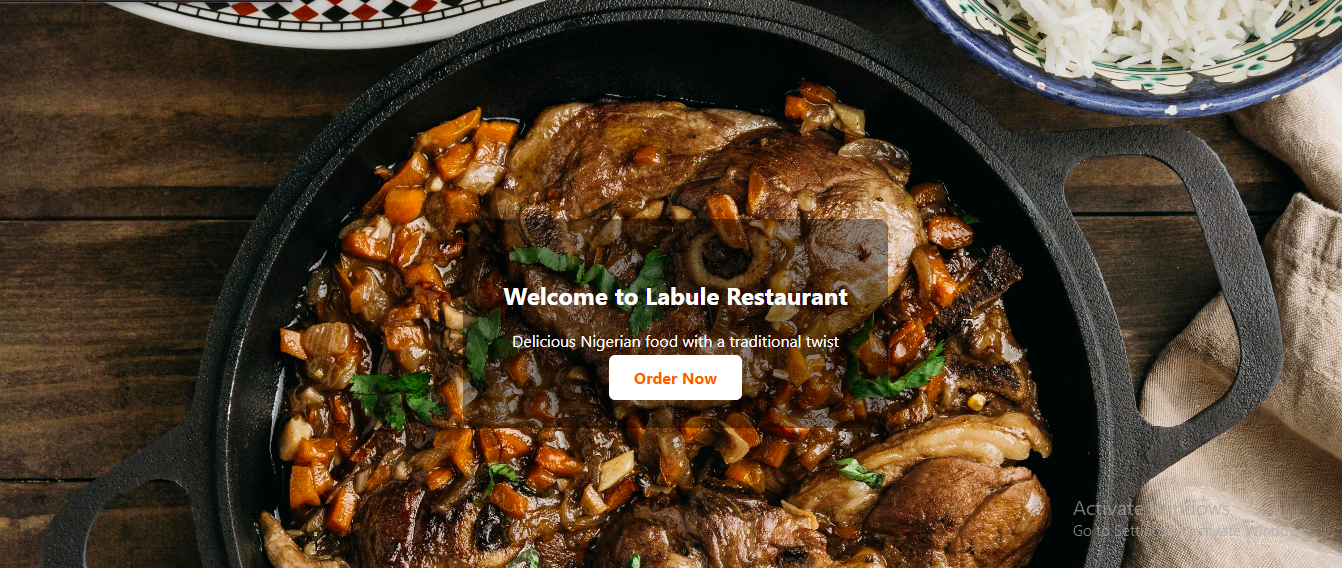 Welcome to Labule Restaurant
Delicious Nigerian food with a traditional twist
Order Now
Activate Windows
Go to Settings to activate Windows.